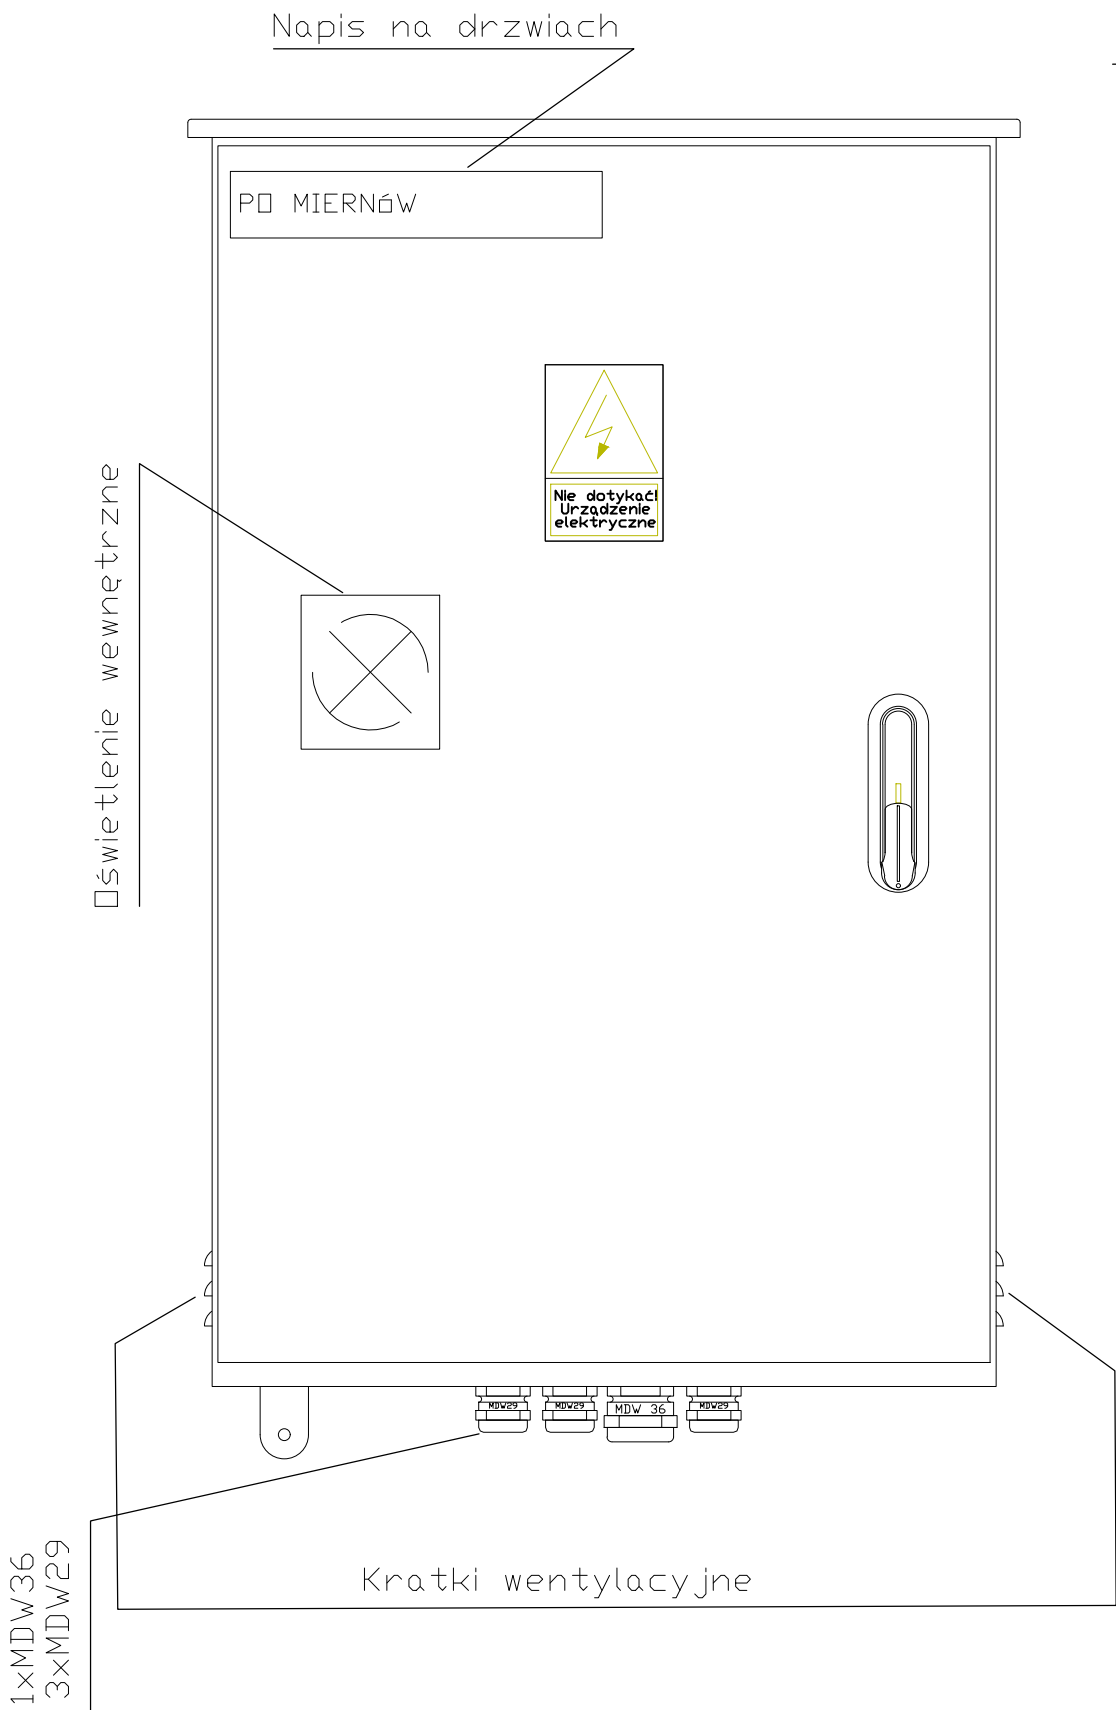 Napis na drzwiach
PO MIERNÓW
Nie dotykać!
Urządzenie
elektryczne
Oświetlenie wewnętrzne
MDW29
MDW29
MDW 36
MDW29
Kratki wentylacyjne
1xMDW36
3xMDW29